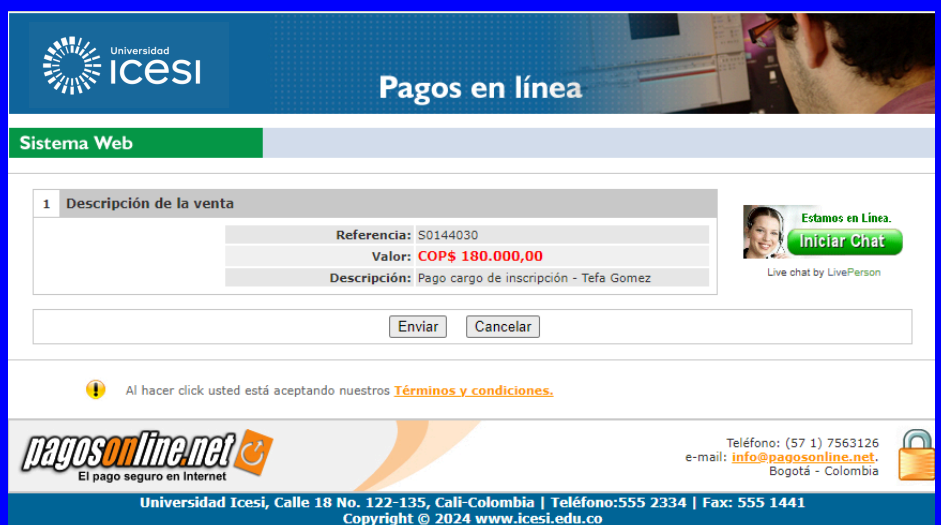 Universidad
icesi
Pagos en línea
Sistema Web
1 Descripción de la venta
Referencia: S0144030
Valor: COP$ 180.000,00
Descripción: Pago cargo de inscripción - Tefa Gomez
Estamos en Linea.
Iniciar Chat
Live chat by LivePerson
Enviar Cancelar
Al hacer click usted está aceptando nuestros Términos y condiciones.
pagosonline.net
El pago seguro en Internet
Teléfono: (57 1) 7563126
e-mail: info@pagosonline.net.
Bogotá - Colombia
Universidad Icesi, Calle 18 No. 122-135, Cali-Colombia | Teléfono:555 2334 | Fax: 555 1441
Copyright © 2024 www.icesi.edu.co